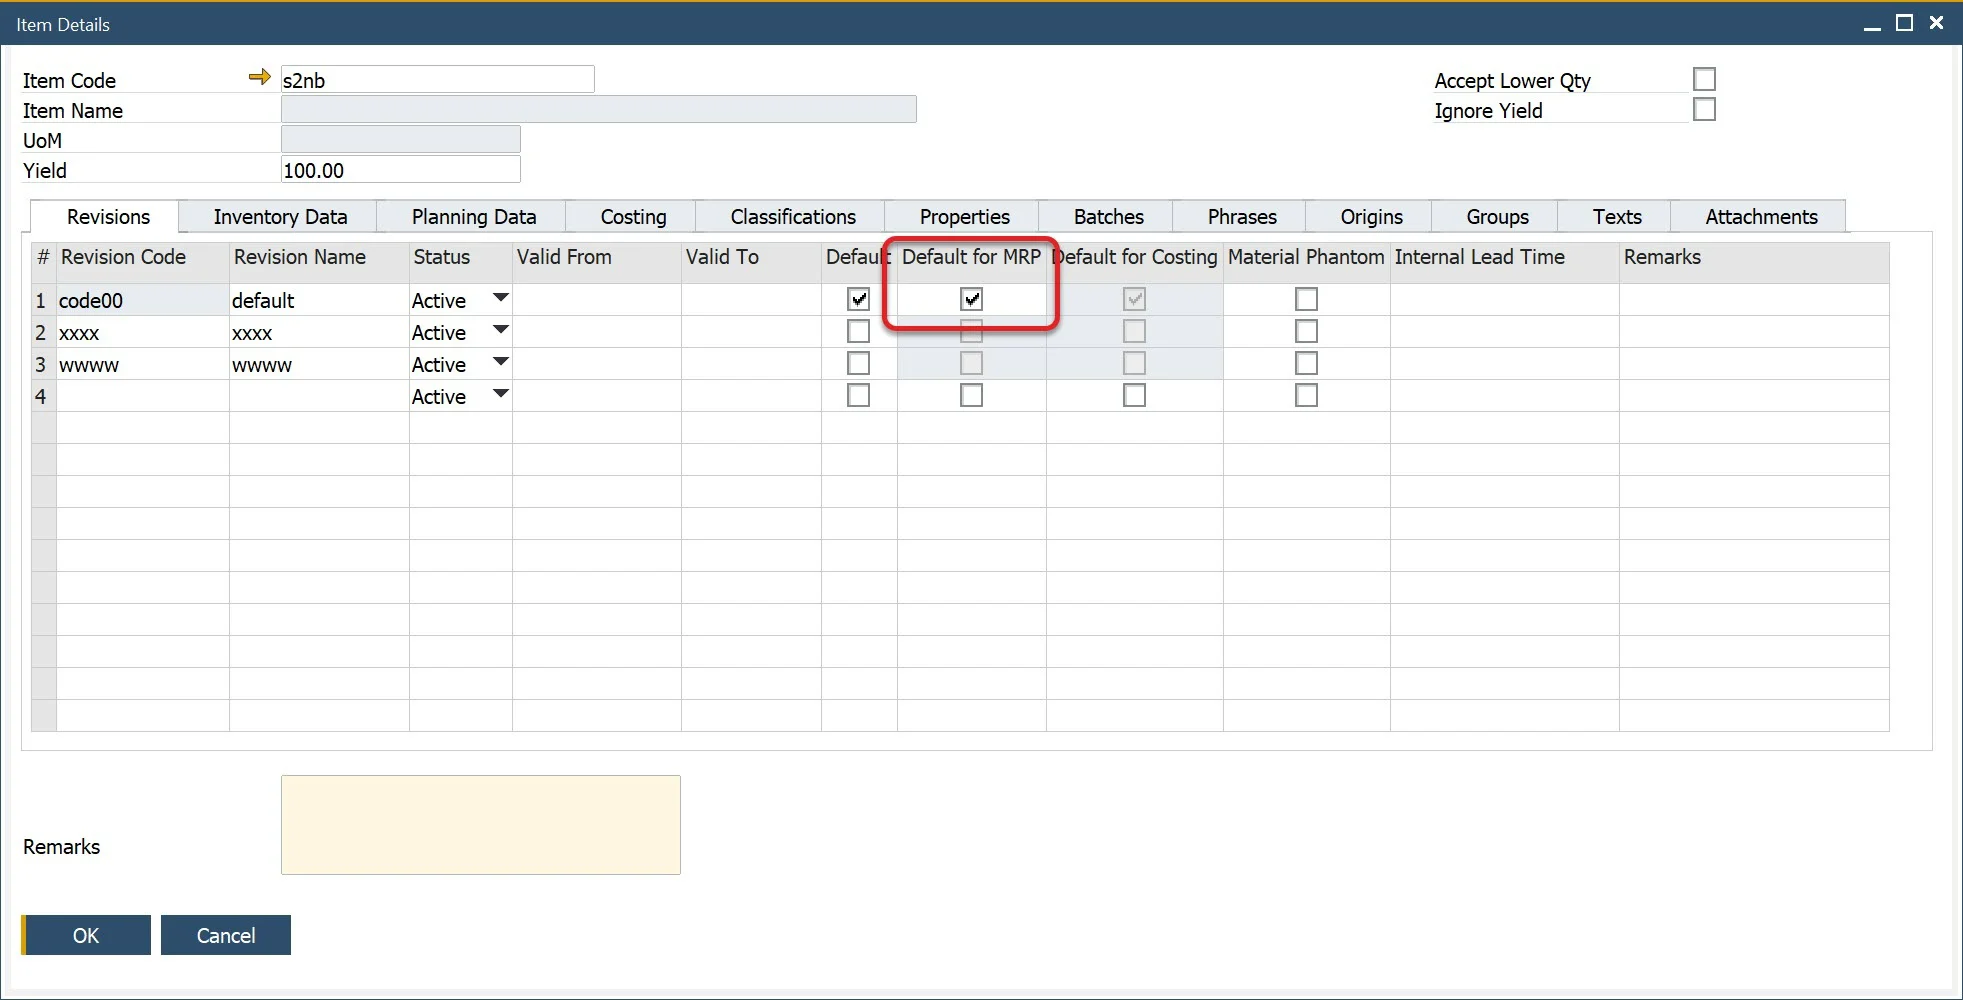 Item Details
Item Code s2nb Accept Lower Qty
Item Name Ignore Yield
UoM
Yield 100.00
Revisions Inventory Data Planning Data Costing Classifications Properties Batches Phrases Origins Groups Texts Attachments
# Revision Code Revision Name Status Valid From Valid To Default Default for MRP Default for Costing Material Phantom Internal Lead Time Remarks
1 code00 default Active
2 xxxx xxxx Active
3 wwww wwww Active
4 Active
Remarks
OK Cancel